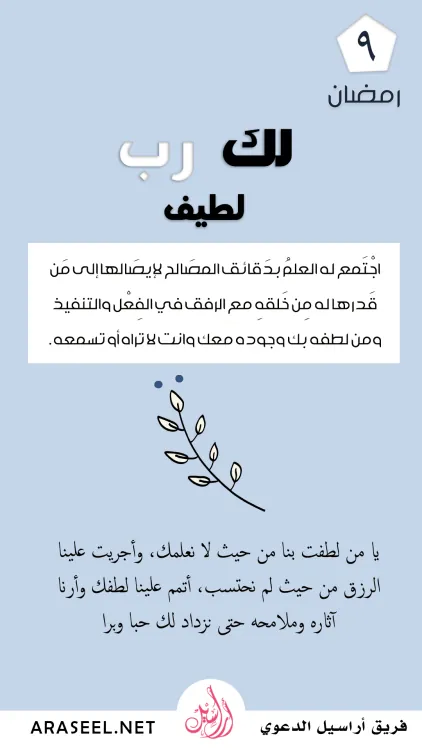 ٩
رمضان
لك رب
لطيف
اجْتَمع له العلمُ بدَقائق المصَالح لإيصَالها إلى مَن
قَدرها له مِن خَلقهِ مع الرفق في الفِعْل والتنفيذ
ومن لطفه بك وجوده معك وانت لا تراه أو تسمعه.
يا من لطفت بنا من حيث لا نعلمك، وأجريت علينا
الرزق من حيث لم نحتسب، أتمم علينا لطفك وأرنا
آثاره وملامحه حتى نزداد لك حبا وبرا
فريق أراسيل الدعوي
أراسيل
ARASEEL.NET